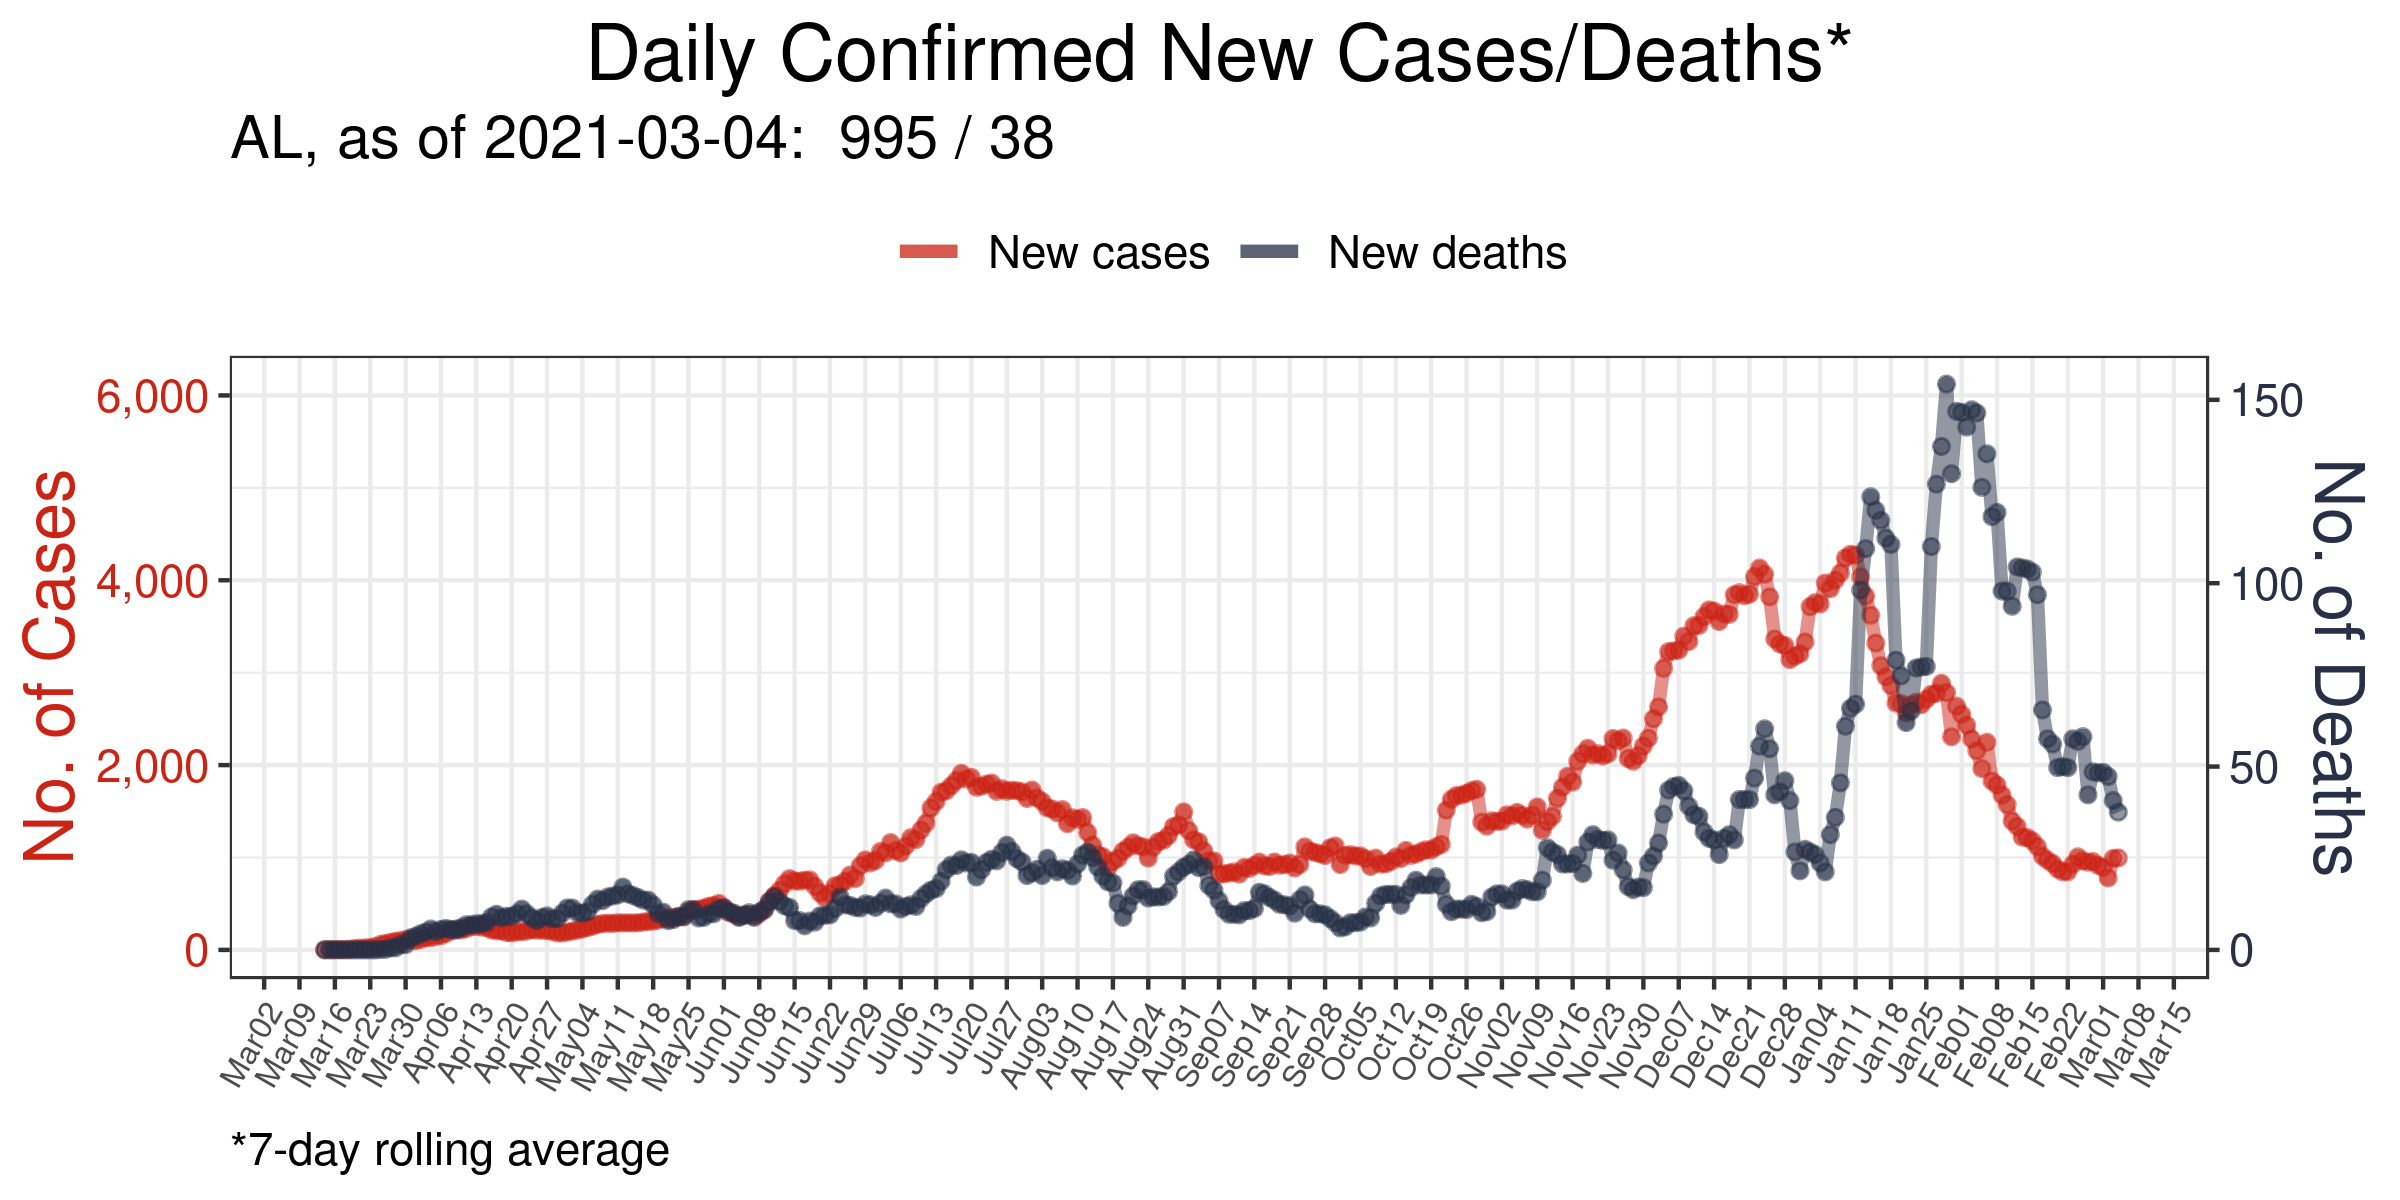 Daily Confirmed New Cases/Deaths*
AL, as of 2021-03-04:  995 / 38
New cases
New deaths
No. of Cases
6,000
4,000
2,000
0
150
100
50
0
No. of Deaths
Mar02
Mar09
Mar16
Mar23
Mar30
Apr06
Apr13
Apr20
Apr27
May04
May11
May18
May25
Jun01
Jun08
Jun15
Jun22
Jun29
Jul06
Jul13
Jul20
Jul27
Aug03
Aug10
Aug17
Aug24
Aug31
Sep07
Sep14
Sep21
Sep28
Oct05
Oct12
Oct19
Oct26
Nov02
Nov09
Nov16
Nov23
Nov30
Dec07
Dec14
Dec21
Dec28
Jan04
Jan11
Jan18
Jan25
Feb01
Feb08
Feb15
Feb22
Mar01
Mar08
Mar15
*7-day rolling average